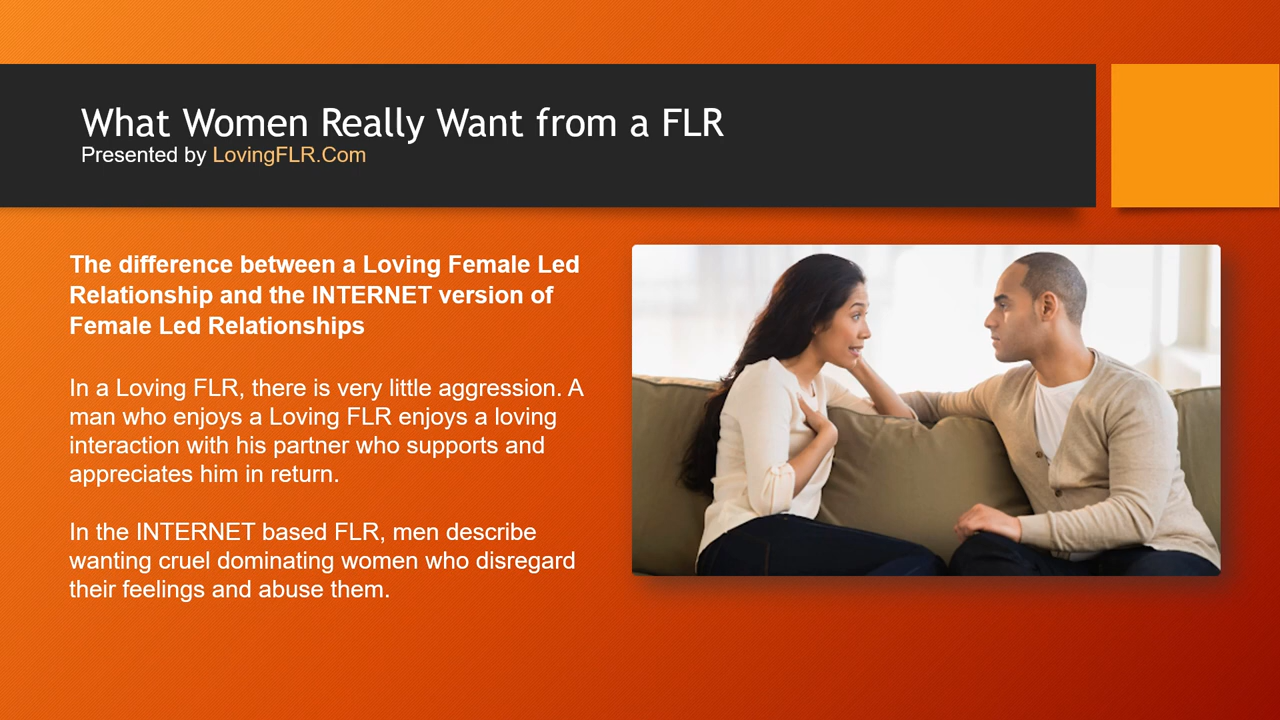 What Women Really Want from a FLR
Presented by LovingFLR.Com
The difference between a Loving Female Led
Relationship and the INTERNET version of
Female Led Relationships
In a Loving FLR, there is very little aggression. A
man who enjoys a Loving FLR enjoys a loving
interaction with his partner who supports and
appreciates him in return.
In the INTERNET based FLR, men describe
wanting cruel dominating women who disregard
their feelings and abuse them.